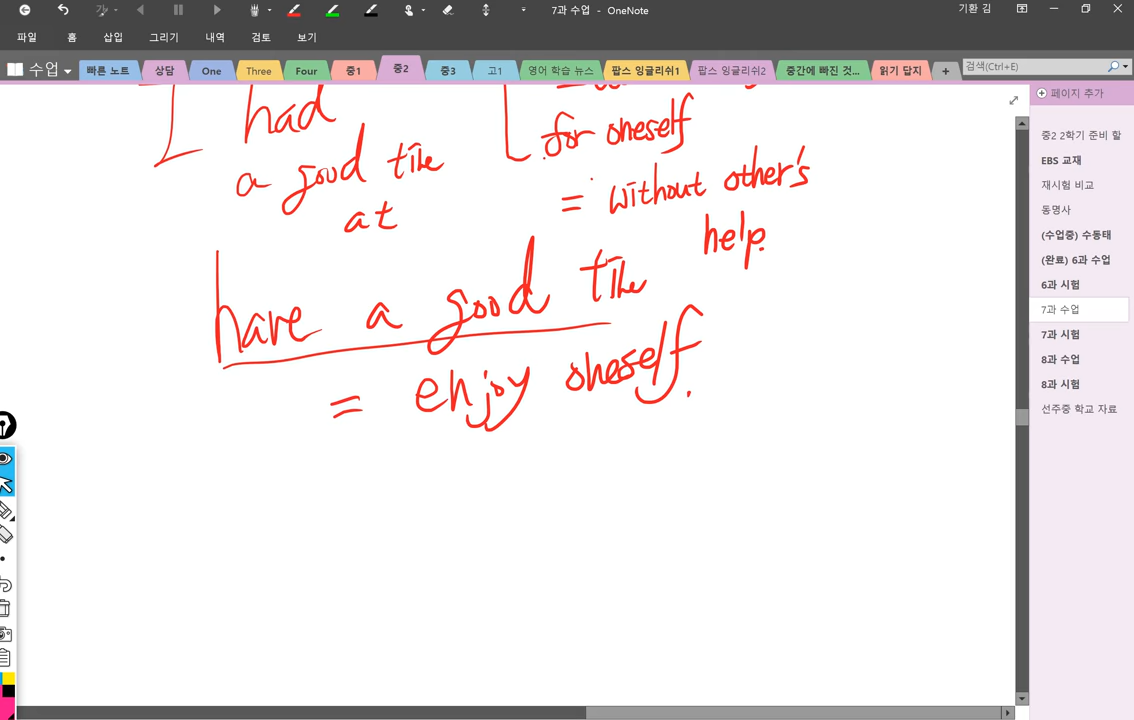 7과 수업 - OneNote
기환 김
파일 홈 삽입 그리기 내역 검토 보기
수업 빠른 노트 상담 One Three Four 중1 중2 중3 고1 영어 학습 뉴스 팝스 잉글리쉬1 팝스 잉글리쉬2 중간에 빠진 것... 읽기 답지 + 검색(Ctrl+E)
페이지 추가
중2 2학기 준비 할
EBS 교재
재시험 비교
동명사
(수업중) 수동태
(완료) 6과 수업
6과 시험
7과 수업
7과 시험
8과 수업
8과 시험
선주중 학교 자료
had
a good time
at
for oneself
= without other's
help.
have a good time
= enjoy oneself.